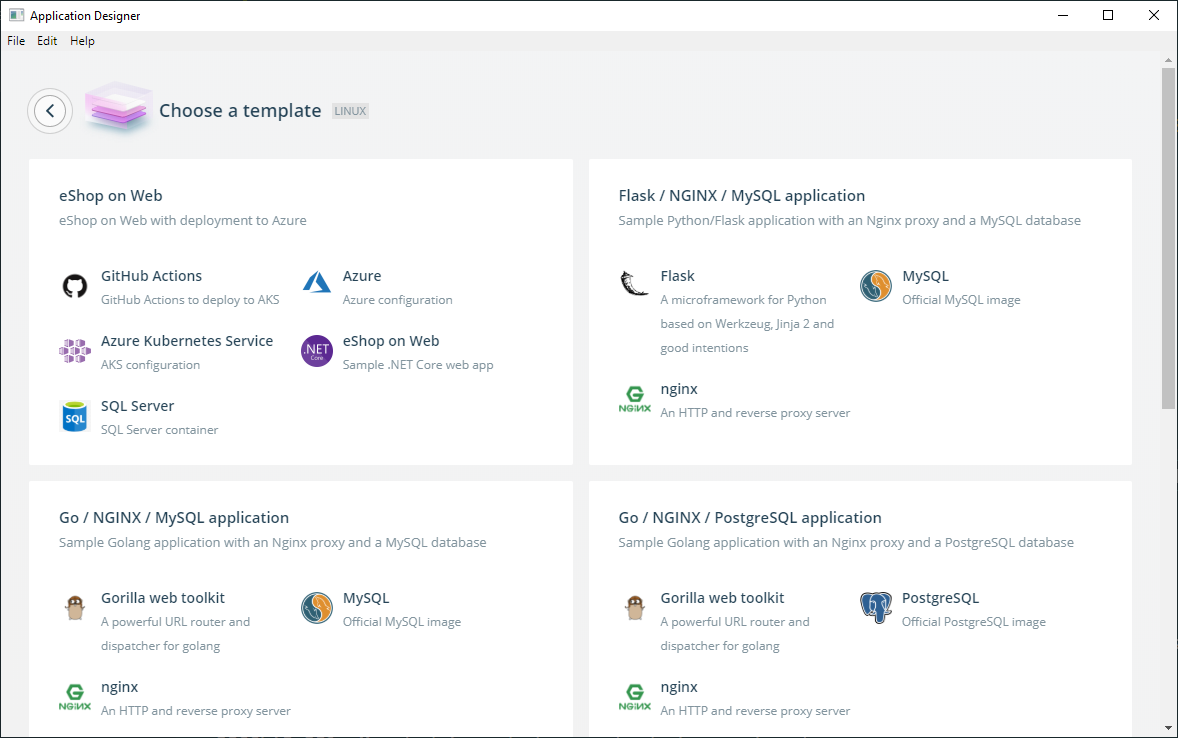 Application Designer
File Edit Help
Choose a template LINUX
eShop on Web
eShop on Web with deployment to Azure
GitHub Actions
GitHub Actions to deploy to AKS
Azure
Azure configuration
Azure Kubernetes Service
AKS configuration
.NET
Core
eShop on Web
Sample .NET Core web app
SQL
SQL Server
SQL Server container
Flask / NGINX / MySQL application
Sample Python/Flask application with an Nginx proxy and a MySQL database
Flask
A microframework for Python
based on Werkzeug, Jinja 2 and
good intentions
MySQL
Official MySQL image
NGINX
nginx
An HTTP and reverse proxy server
Go / NGINX / MySQL application
Sample Golang application with an Nginx proxy and a MySQL database
Gorilla web toolkit
A powerful URL router and
dispatcher for golang
MySQL
Official MySQL image
NGINX
nginx
An HTTP and reverse proxy server
Go / NGINX / PostgreSQL application
Sample Golang application with an Nginx proxy and a PostgreSQL database
Gorilla web toolkit
A powerful URL router and
dispatcher for golang
PostgreSQL
Official PostgreSQL image
NGINX
nginx
An HTTP and reverse proxy server